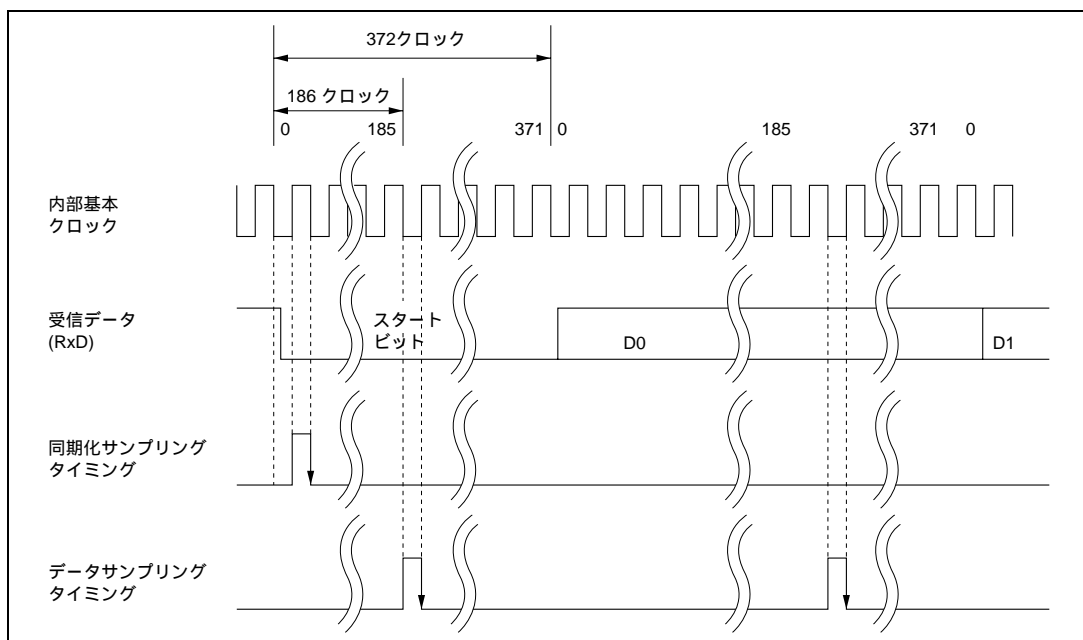 372クロック
186 クロック
0 185 371 0 185 371 0
内部基本
クロック
受信データ
(RxD)
スタート
ビット
D0
D1
同期化サンプリング
タイミング
データサンプリング
タイミング